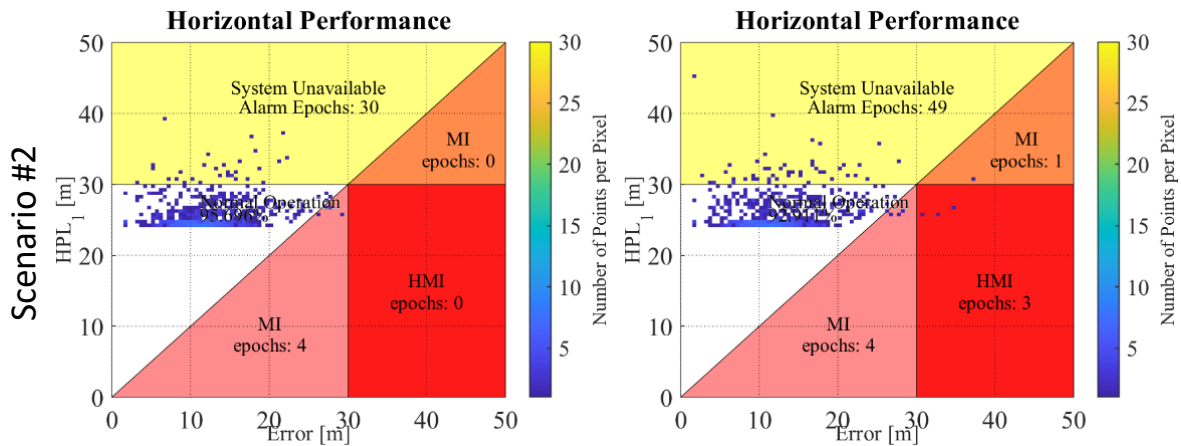 Scenario #2
Horizontal Performance
50
40
30
20
10
0
HPL1 [m]
0
10
20
30
40
50
Error [m]
System Unavailable
Alarm Epochs: 30
MI
epochs: 0
Normal Operation
95.696%
HMI
epochs: 0
MI
epochs: 4
30
25
20
15
10
5
Number of Points per Pixel
Horizontal Performance
50
40
30
20
10
0
HPL1 [m]
0
10
20
30
40
50
Error [m]
System Unavailable
Alarm Epochs: 49
MI
epochs: 1
Normal Operation
92.911%
HMI
epochs: 3
MI
epochs: 4
30
25
20
15
10
5
Number of Points per Pixel